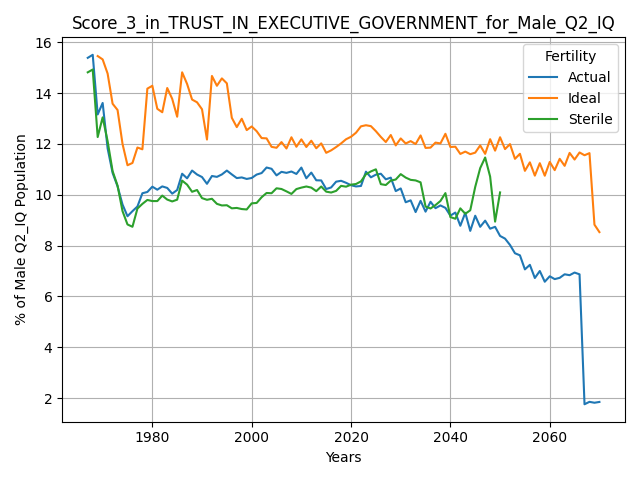 Score_3_in_TRUST_IN_EXECUTIVE_GOVERNMENT_for_Male_Q2_IQ
Fertility
Actual
Ideal
Sterile
% of Male Q2_IQ Population
16
14
12
10
8
6
4
2
1980 2000 2020 2040 2060
Years